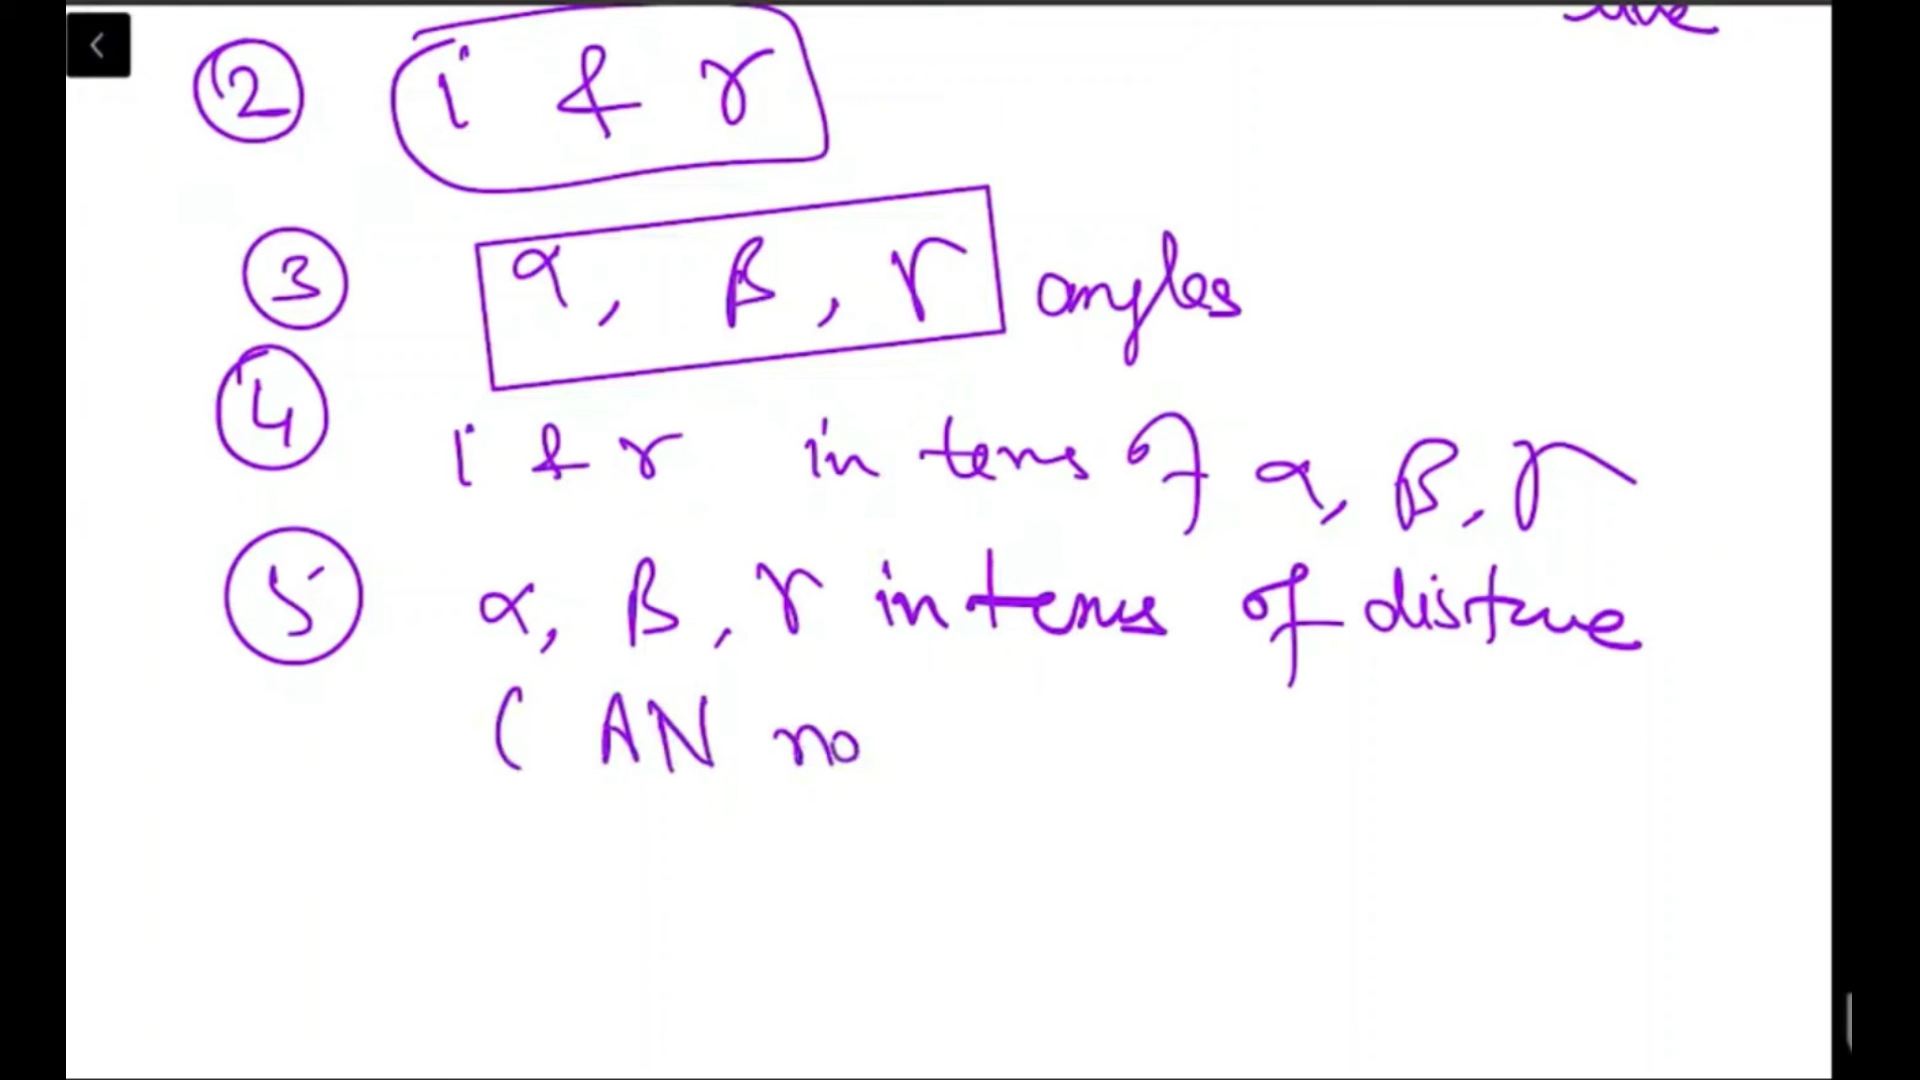 ② i & r
③ α, β, γ angles
④ i & r in terms of α, β, γ
⑤ α, β, γ in terms of distance
( AN no